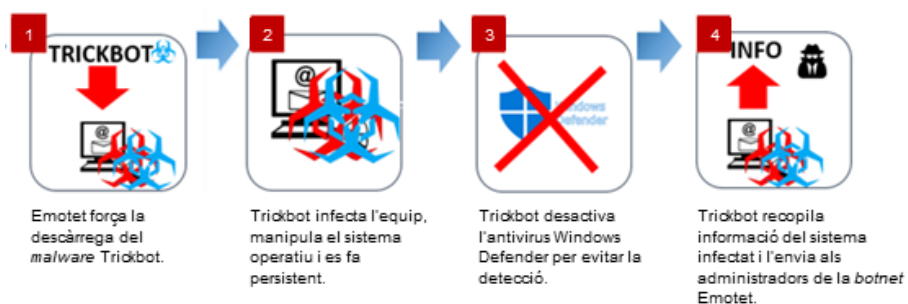 1
TRICKBOT
@
Emotet força la
descàrrega del
malware Trickbot.
2
@
Trickbot infecta l'equip,
manipula el sistema
operatiu i es fa
persistent.
3
Windows
Defender
Trickbot desactiva
l'antivirus Windows
Defender per evitar la
detecció.
4
INFO
@
Trickbot recopila
informació del sistema
infectat i l'envia als
administradors de la botnet
Emotet.